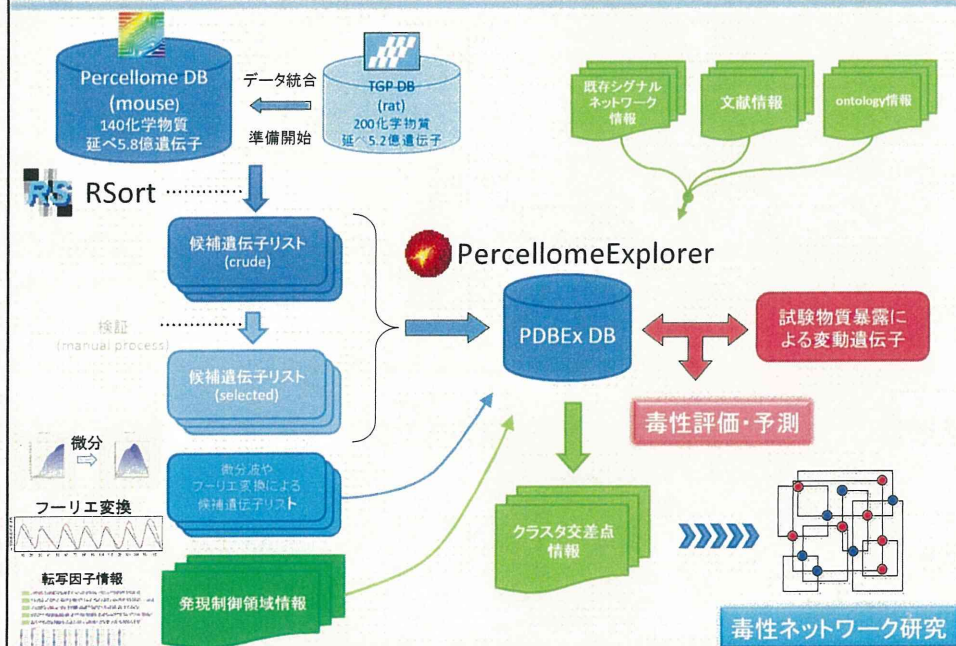 Percellome DB
(mouse)
140化学物質
延べ5.8億遺伝子
データ統合
準備開始
TGP DB
(rat)
200化学物質
延べ5.2億遺伝子
既存シグナル
ネットワーク
情報
文献情報
ontology情報
RS
RSort
候補遺伝子リスト
(crude)
PercellomeExplorer
検証
(manual process)
PDBEx DB
試験物質暴露に
よる変動遺伝子
候補遺伝子リスト
(selected)
毒性評価・予測
微分
微分波や
フーリエ変換による
候補遺伝子リスト
フーリエ変換
クラスタ交差点
情報
転写因子情報
発現制御領域情報
毒性ネットワーク研究